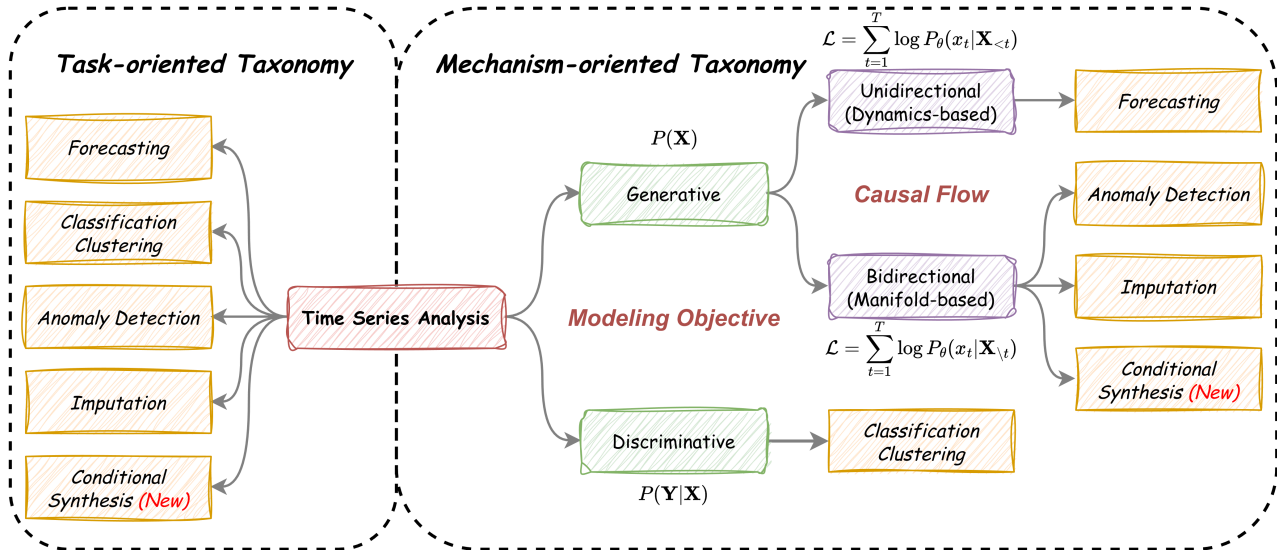 Task-oriented Taxonomy
Forecasting
Classification
Clustering
Anomaly Detection
Imputation
Conditional
Synthesis (New)
Time Series Analysis
Mechanism-oriented Taxonomy
P(X)
Generative
Modeling Objective
Discriminative
P(Y|X)
Classification
Clustering
L = ∑_{t=1}^{T} log P_θ(x_t|X_{<t})
Unidirectional
(Dynamics-based)
Causal Flow
Bidirectional
(Manifold-based)
L = ∑_{t=1}^{T} log P_θ(x_t|X_{\t})
Forecasting
Anomaly Detection
Imputation
Conditional
Synthesis (New)